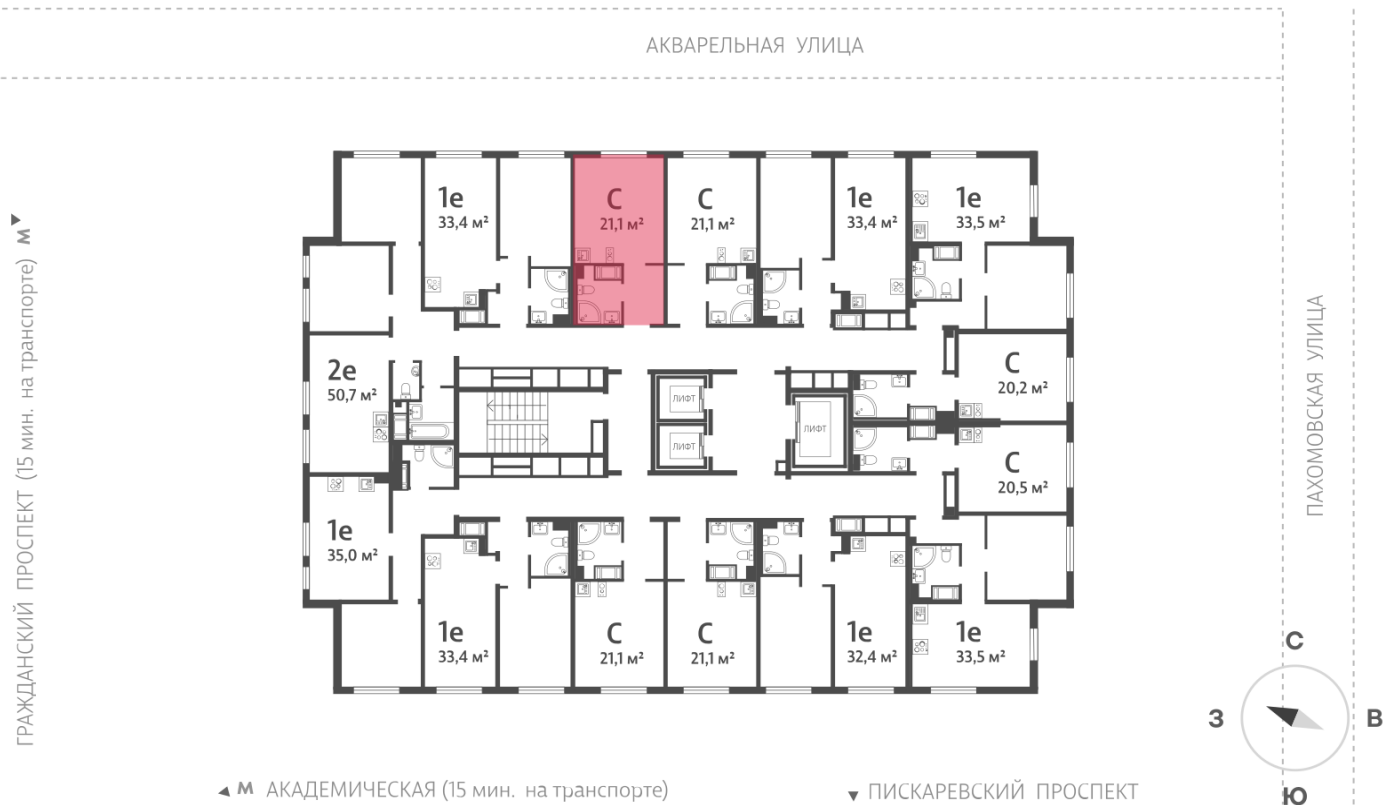 АКВАРЕЛЬНАЯ УЛИЦА
1е
33,4 м²
С
21,1 м²
С
21,1 м²
1е
33,4 м²
1е
33,5 м²
2е
50,7 м²
ЛИФТ
ЛИФТ
ЛИФТ
С
20,2 м²
С
20,5 м²
1е
35,0 м²
1е
33,4 м²
С
21,1 м²
С
21,1 м²
1е
32,4 м²
1е
33,5 м²
ГРАЖДАНСКИЙ ПРОСПЕКТ (15 мин. на транспорте) М
ПАХОМОВСКАЯ УЛИЦА
С
З
В
Ю
М АКАДЕМИЧЕСКАЯ (15 мин. на транспорте)
ПИСКАРЕВСКИЙ ПРОСПЕКТ